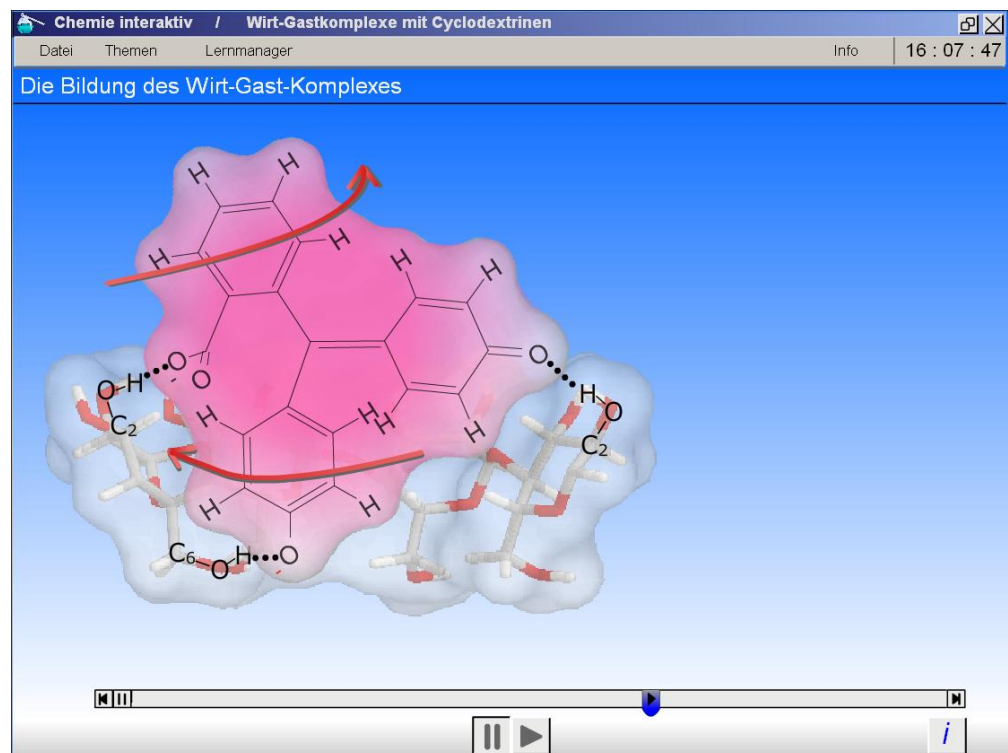 Chemie interaktiv / Wirt-Gastkomplexe mit Cyclodextrinen
Datei Themen Lernmanager Info 16 : 07 : 47
Die Bildung des Wirt-Gast-Komplexes
H H
H H
H H
O O
O H O H
O
C2 H H H C2
H
H H
C6 O H O
i